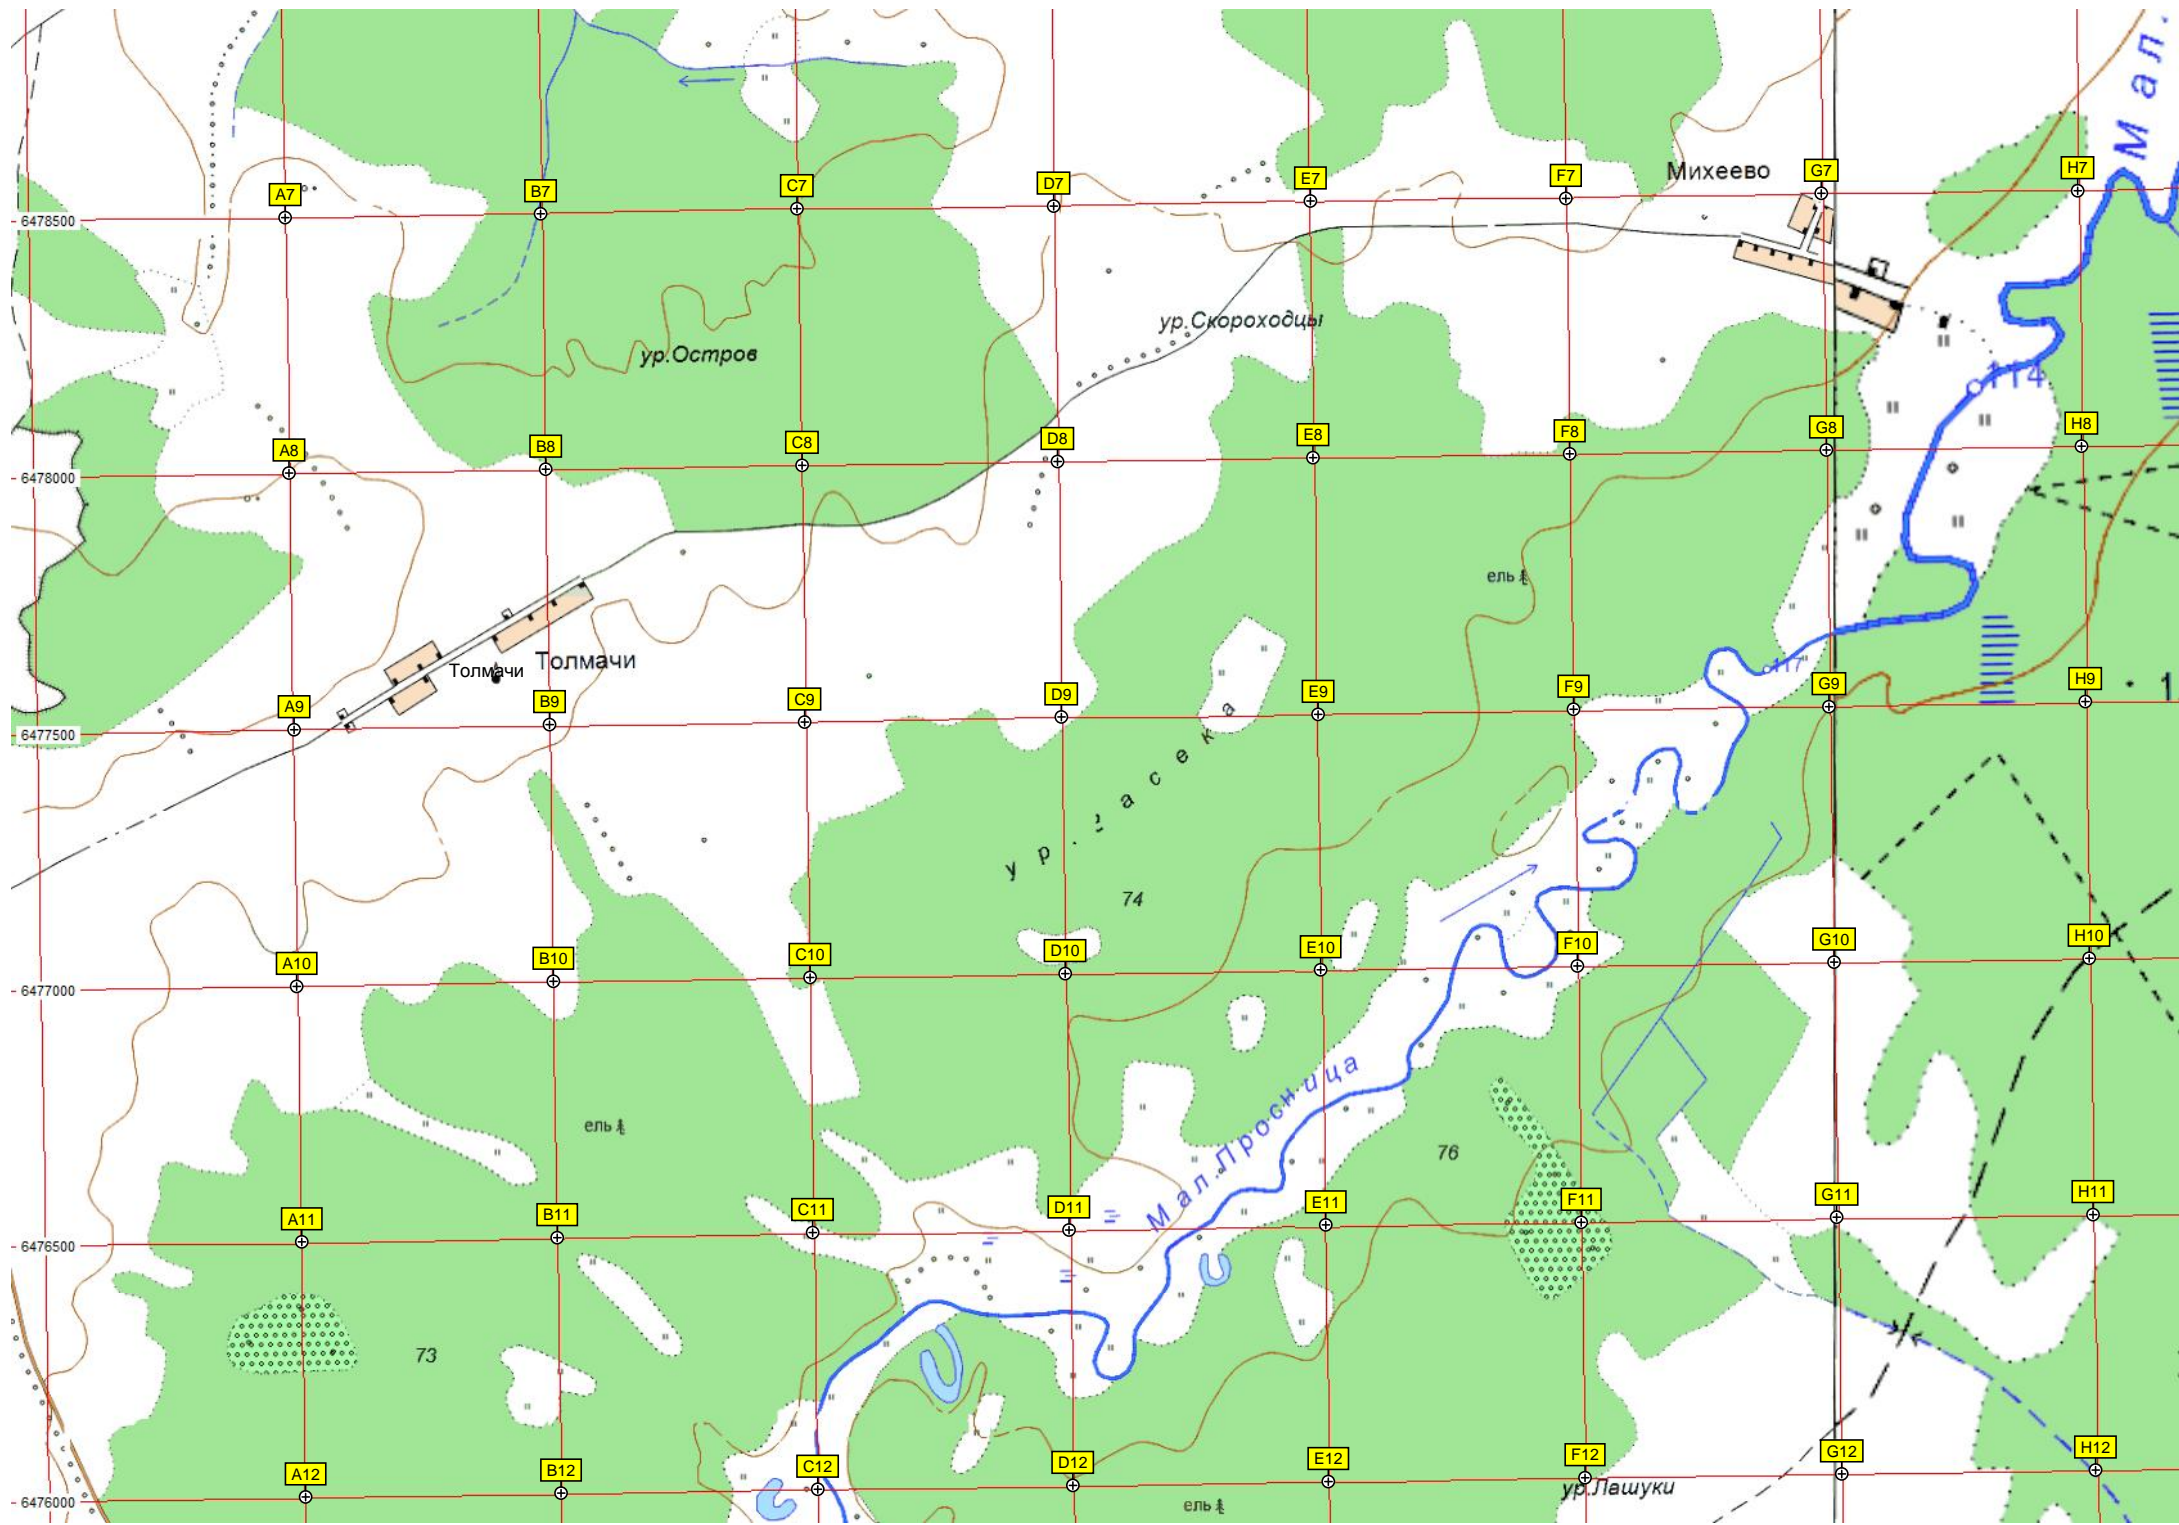 Мал.
Михеево
A7
B7
C7
D7
E7
F7
G7
H7
6478500
ур.Скороходцы
ур.Остров
114
A8
B8
C8
D8
E8
F8
G8
H8
6478000
ель
Толмачи
Толмачи
117
A9
B9
C9
D9
E9
F9
G9
H9
1
6477500
74
A10
B10
C10
D10
E10
F10
G10
H10
6477000
Мал.Просница
ель
76
A11
B11
C11
D11
E11
F11
G11
H11
6476500
73
A12
B12
C12
D12
E12
F12
G12
H12
6476000
ур.Лашуки
ель